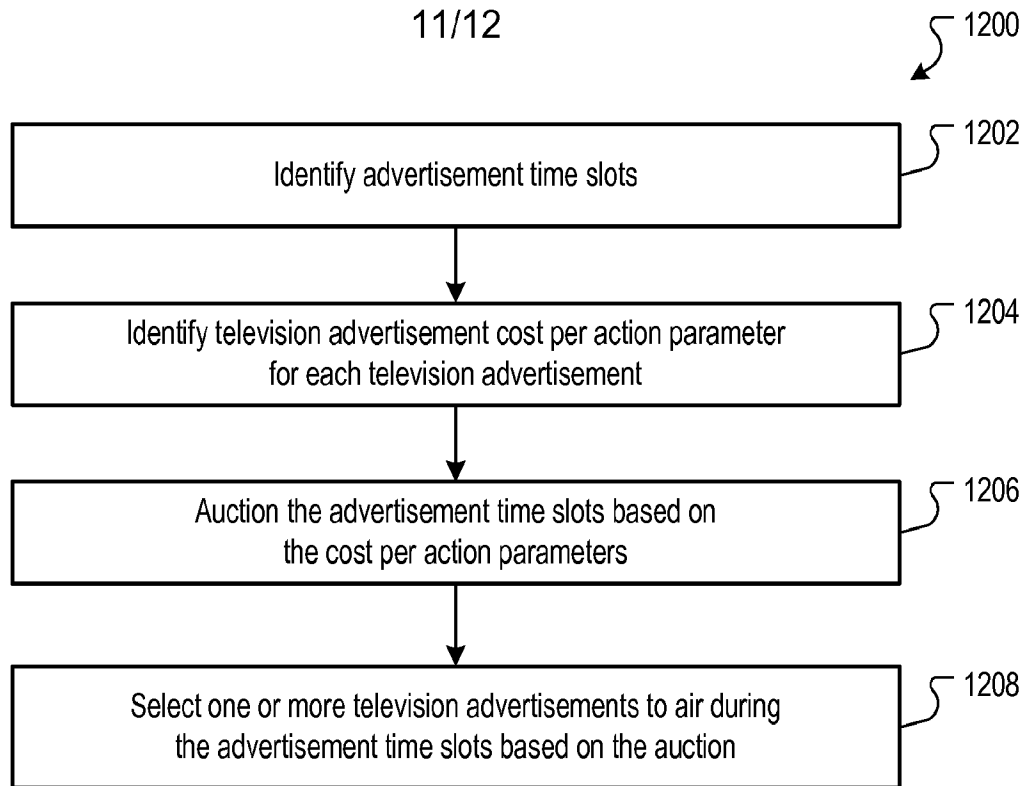 11/12
1200
1202
Identify advertisement time slots
1204
Identify television advertisement cost per action parameter
for each television advertisement
1206
Auction the advertisement time slots based on
the cost per action parameters
1208
Select one or more television advertisements to air during
the advertisement time slots based on the auction